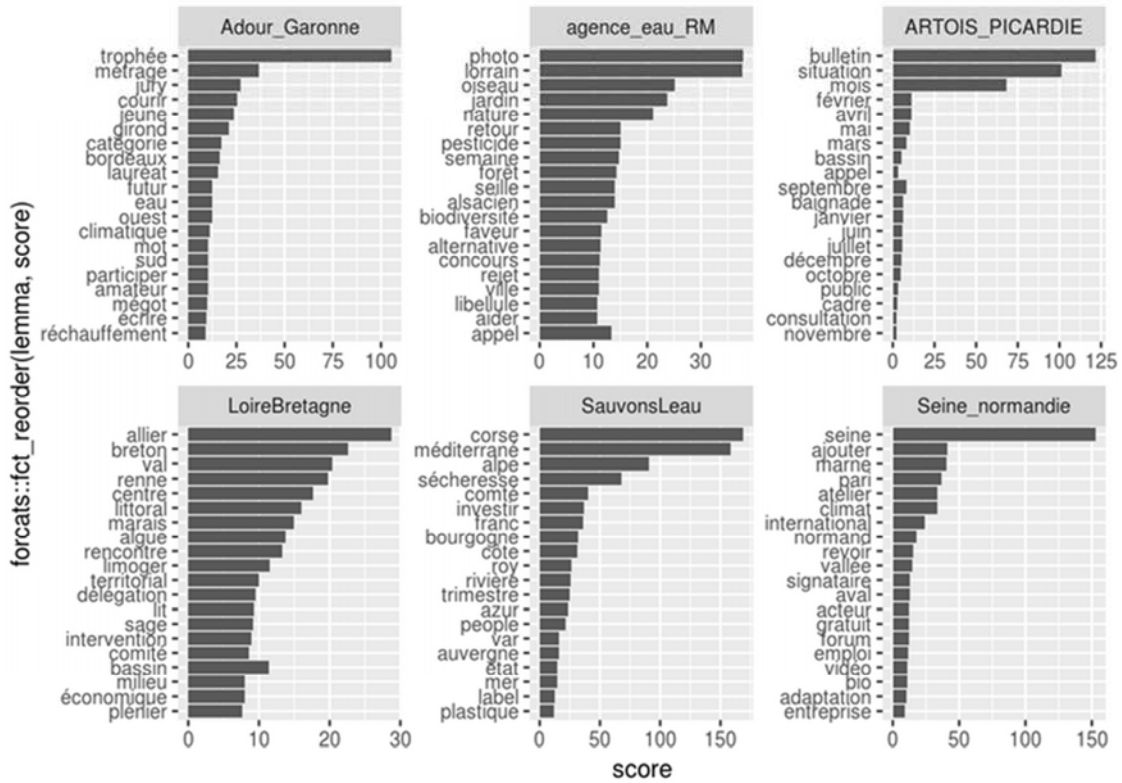 Adour_Garonne
agence_eau_RM
ARTOIS_PICARDIE
trophée
métrage
jury
courir
jeune
girond
catégorie
bordeaux
lauréat
futur
eau
ouest
climatique
mot
sud
participer
amateur
mégot
écrire
réchauffement
0 25 50 75 100
photo
lorrain
oiseau
jardin
nature
retour
pesticide
semaine
forêt
seille
alsacien
biodiversité
faveur
alternative
concours
rejet
ville
libellule
aider
appel
0 10 20 30
bulletin
situation
mois
février
avril
mai
mars
bassin
appel
septembre
baignade
janvier
juin
juillet
décembre
octobre
public
cadre
consultation
novembre
0 25 50 75 100 125
LoireBretagne
SauvonsLeau
Seine_normandie
allier
breton
val
renne
centre
littoral
marais
algue
rencontre
limoger
territorial
délégation
lit
sage
intervention
comité
bassin
milieu
économique
plénier
0 10 20 30
corse
méditerrané
alpe
sécheresse
comté
investir
franc
bourgogne
côte
roy
rivière
trimestre
azur
people
var
auvergne
état
mer
label
plastique
0 50 100 150
seine
ajouter
marne
pari
atelier
climat
international
normand
revoir
vallée
signataire
aval
acteur
gratuit
forum
emploi
vidéo
bio
adaptation
entreprise
0 50 100 150
score
forcats::fct_reorder(lemma, score)